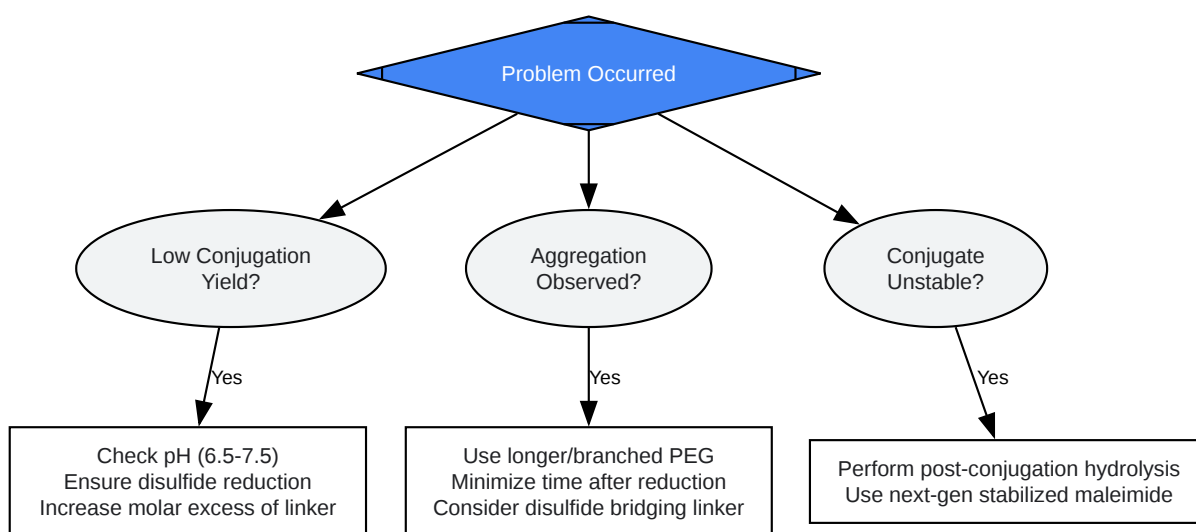 Problem Occurred
Low Conjugation
Yield?
Aggregation
Observed?
Conjugate
Unstable?
Yes
Yes
Yes
Check pH (6.5-7.5)
Ensure disulfide reduction
Increase molar excess of linker
Use longer/branched PEG
Minimize time after reduction
Consider disulfide bridging linker
Perform post-conjugation hydrolysis
Use next-gen stabilized maleimide